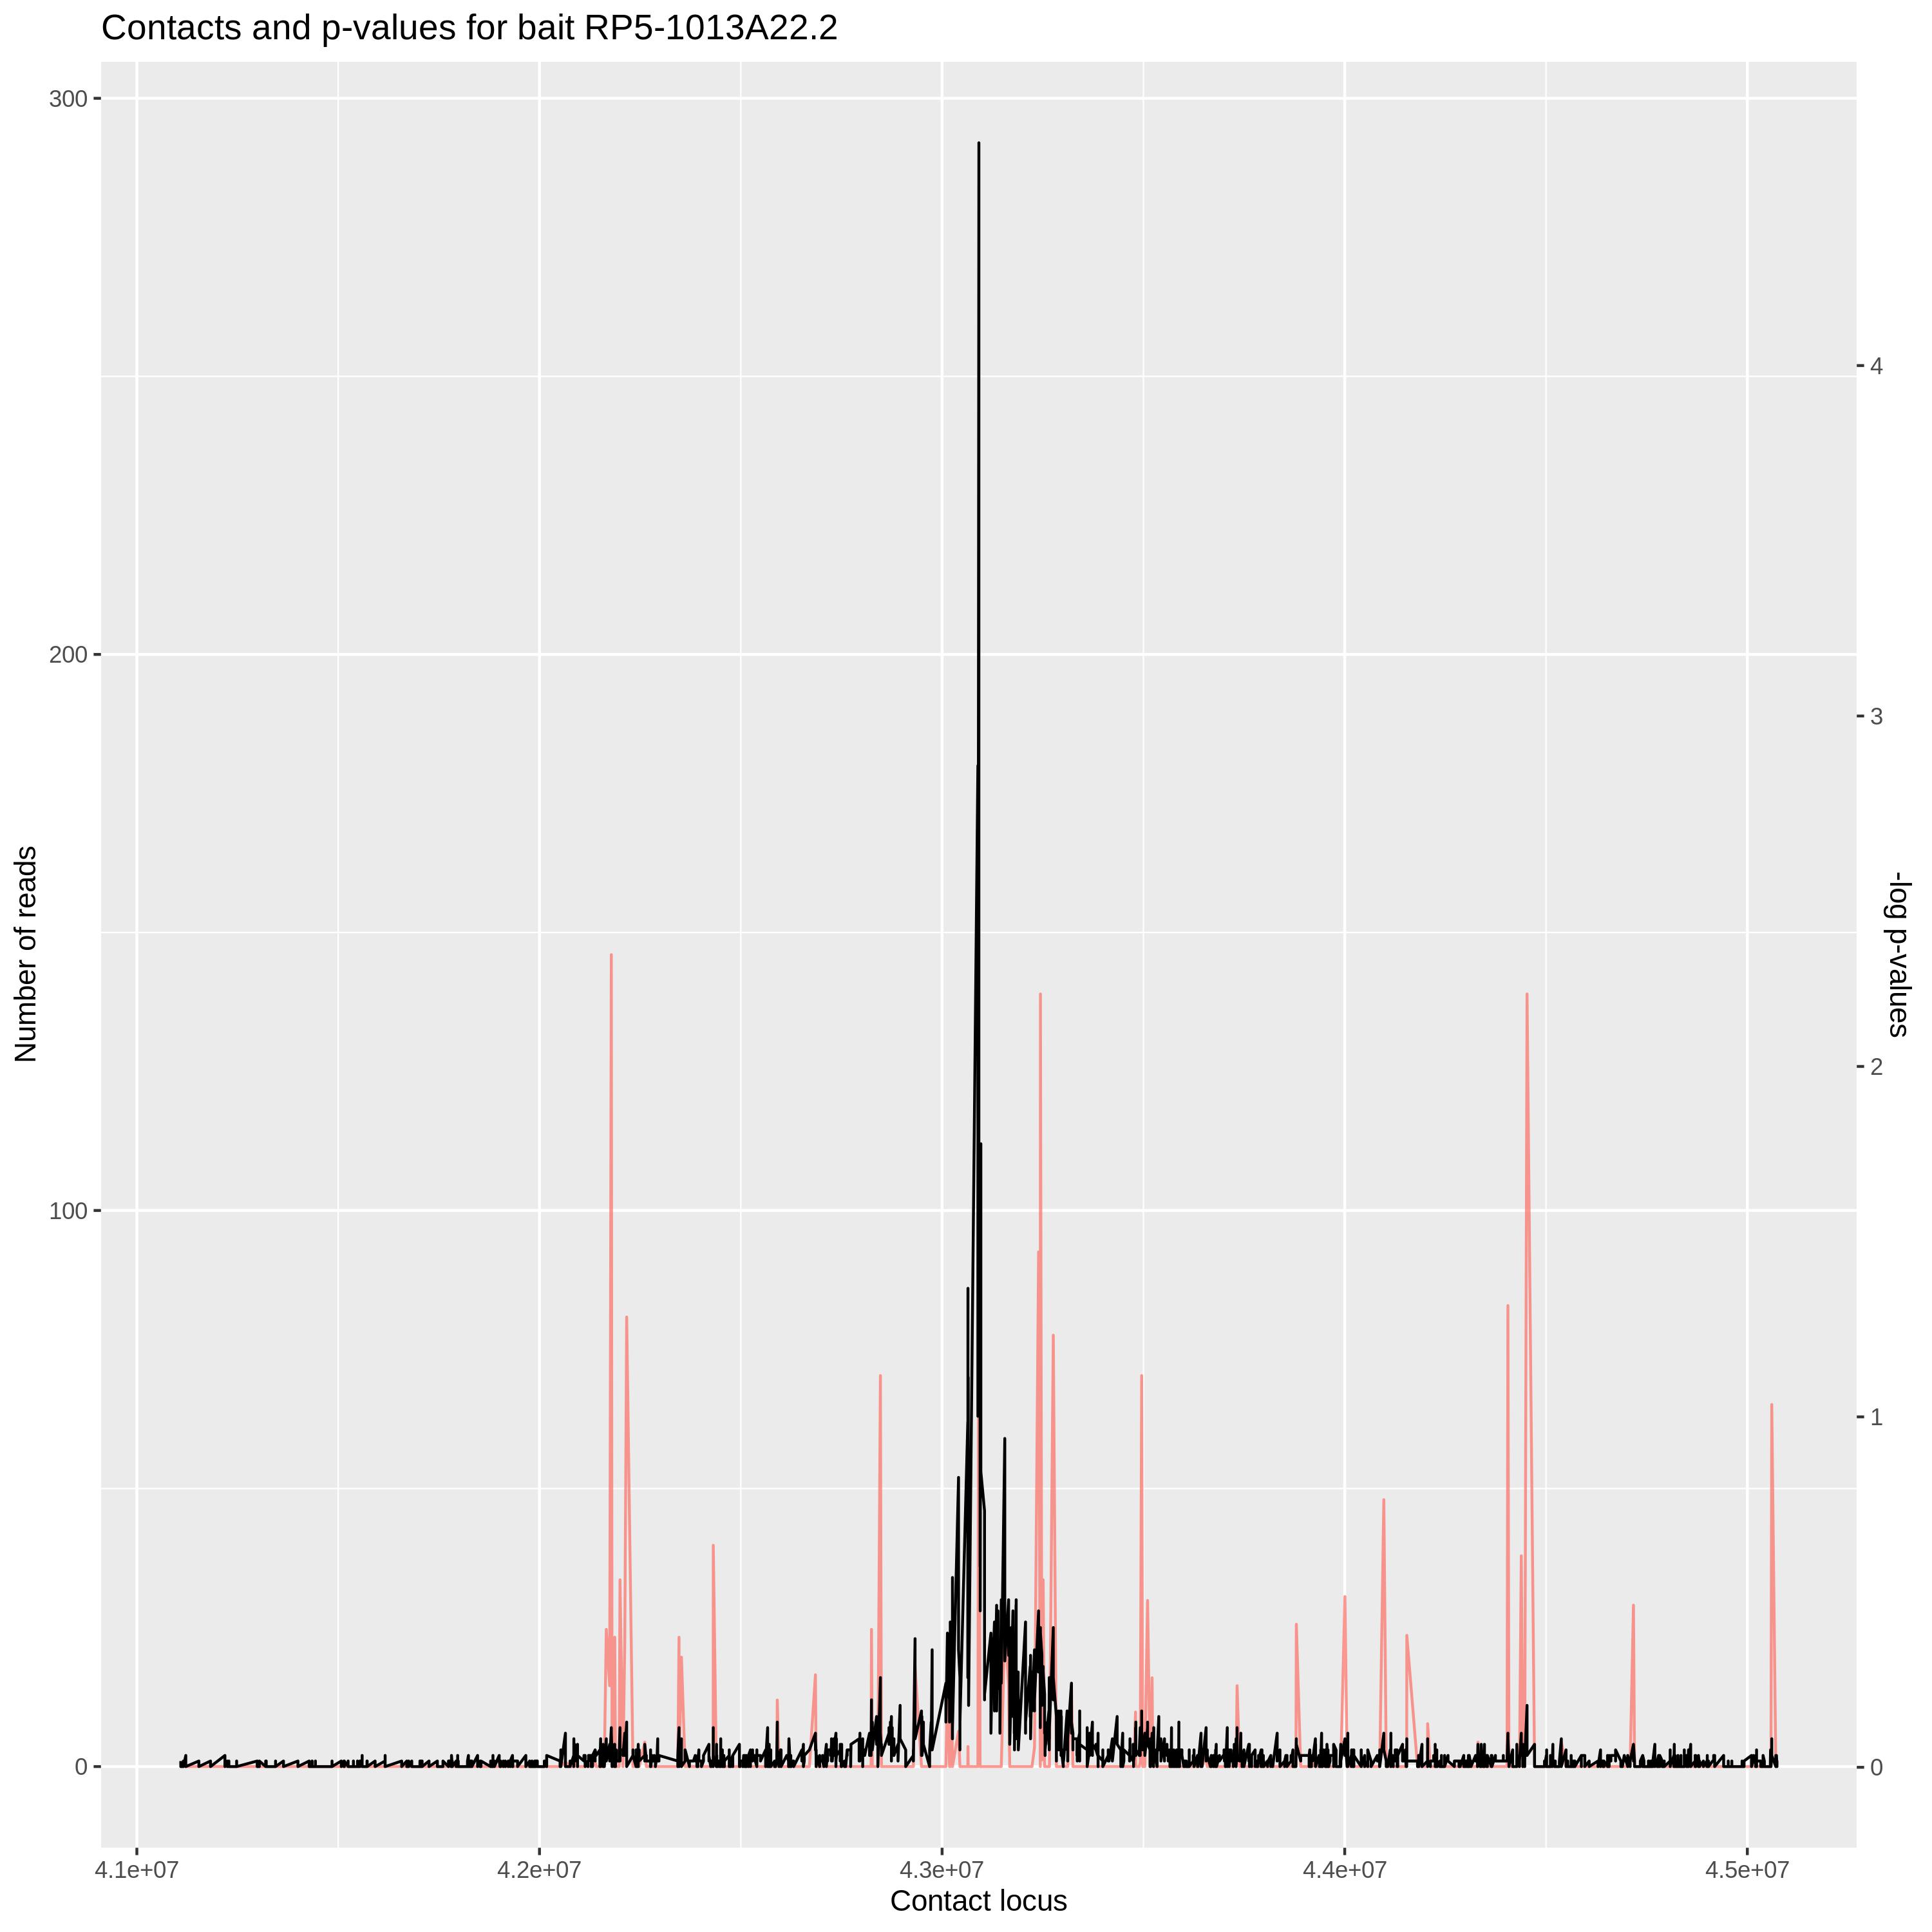 Contacts and p-values for bait RP5-1013A22.2
300
200
100
0
Number of reads
4
3
2
1
0
-log p-values
4.1e+07 4.2e+07 4.3e+07 4.4e+07 4.5e+07
Contact locus